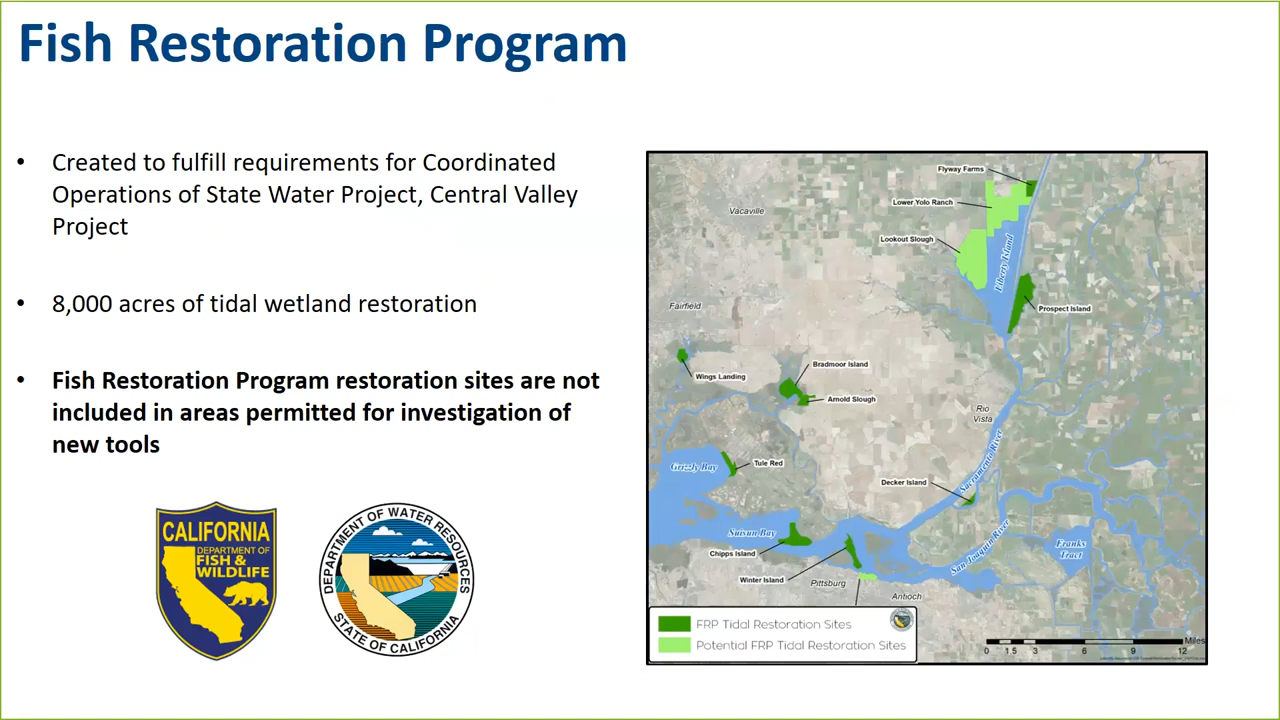 Fish Restoration Program
• Created to fulfill requirements for Coordinated
Operations of State Water Project, Central Valley
Project
• 8,000 acres of tidal wetland restoration
• Fish Restoration Program restoration sites are not
included in areas permitted for investigation of
new tools
CALIFORNIA
DEPARTMENT OF
FISH &
WILDLIFE
DEPARTMENT OF WATER RESOURCES
STATE OF CALIFORNIA
Flyway Farms
Lower Yolo Ranch
Vacaville
Lookout Slough
Liberty Island
Fairfield
Prospect Island
Wings Landing
Bradmoor Island
Arnold Slough
Rio
Vista
Grizzly Bay
Tule Red
Sacramento River
Decker Island
Suisun Bay
Chipps Island
San Joaquin River
Franks
Tract
Winter Island
Pittsburg
Antioch
FRP Tidal Restoration Sites
Potential FRP Tidal Restoration Sites
Miles
0 1.5 3 6 9 12